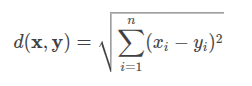 d(𝐱, 𝐲) = √(∑_{i=1}^{n} (x_i − y_i)²)